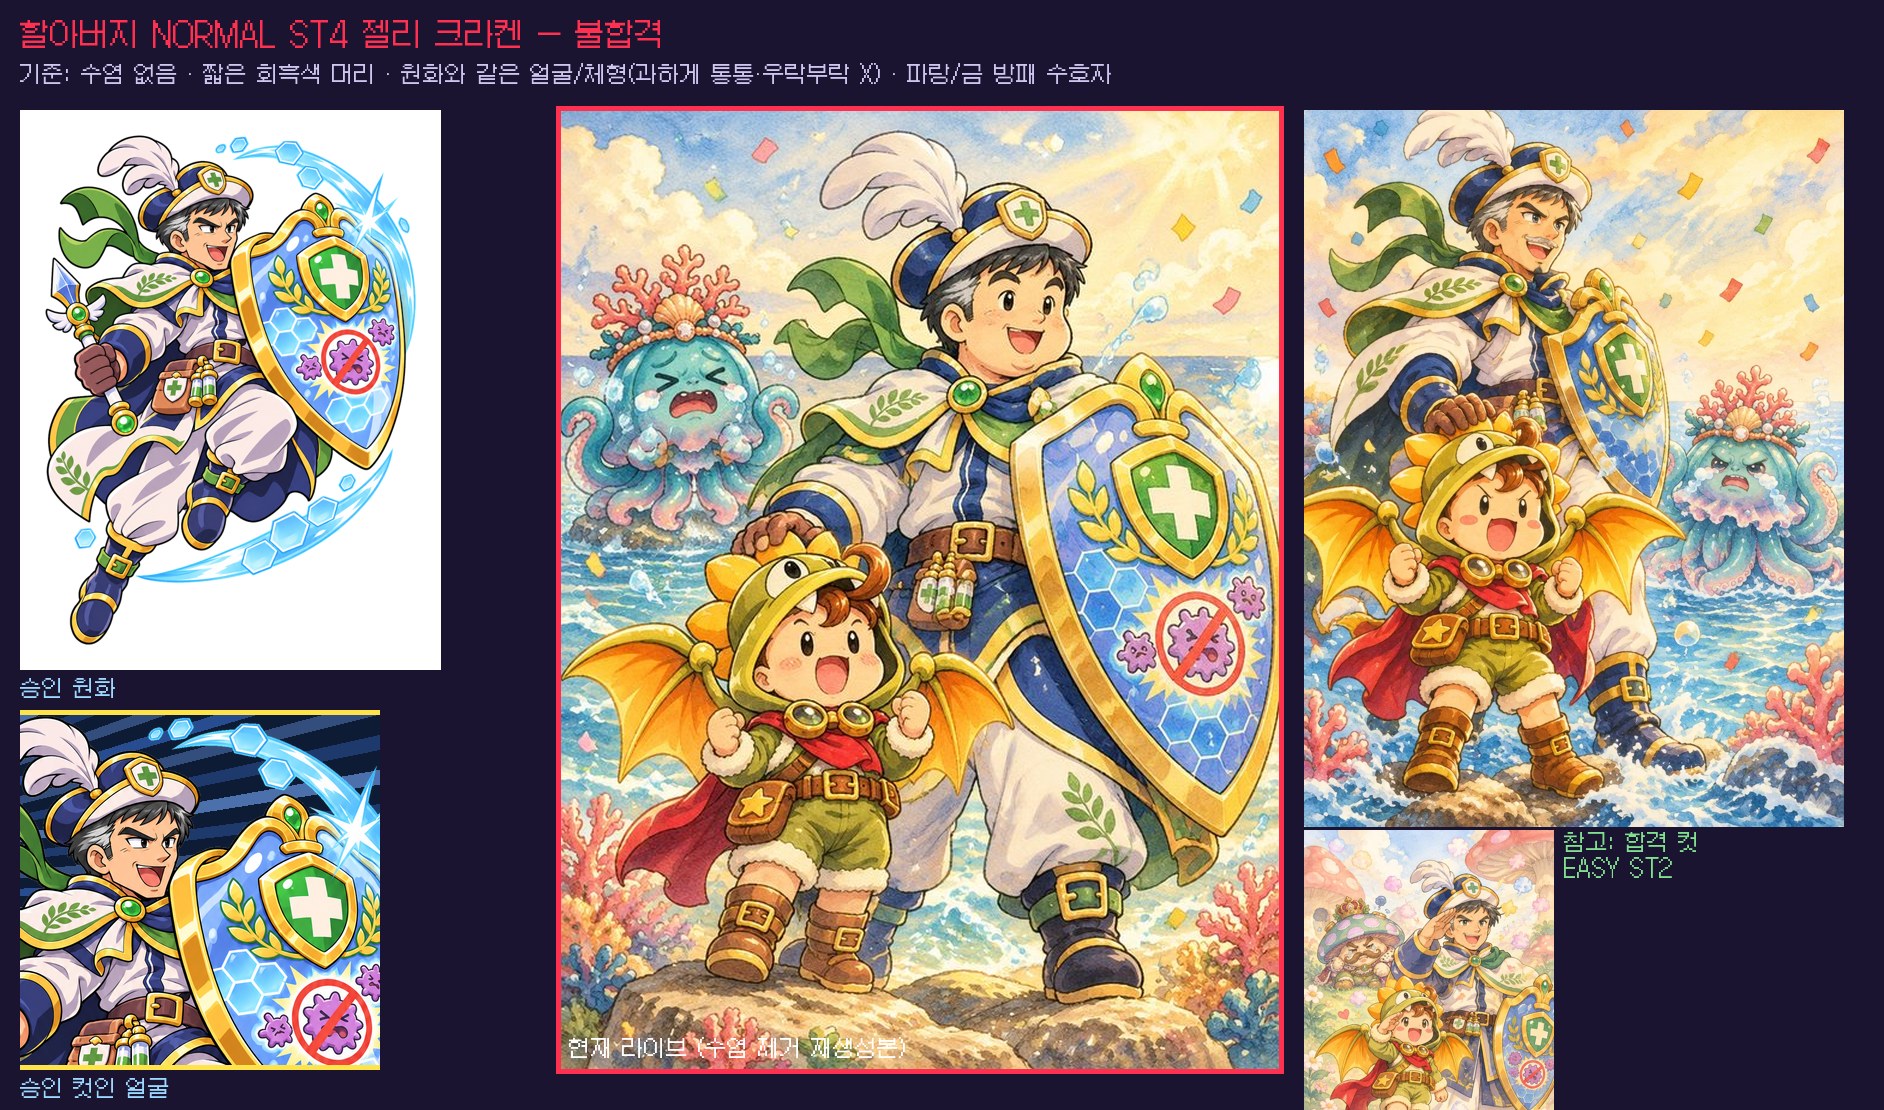 할아버지 NORMAL ST4 젤리 크라켄 — 불합격
기준: 수염 없음 · 짧은 회흑색 머리 · 원화와 같은 얼굴/체형(과하게 통통·우락부락 X) · 파랑/금 방패 수호자
승인 원화
승인 컷인 얼굴
현재 라이브 (수염 제거 재생성본)
참고: 합격 컷
EASY ST2